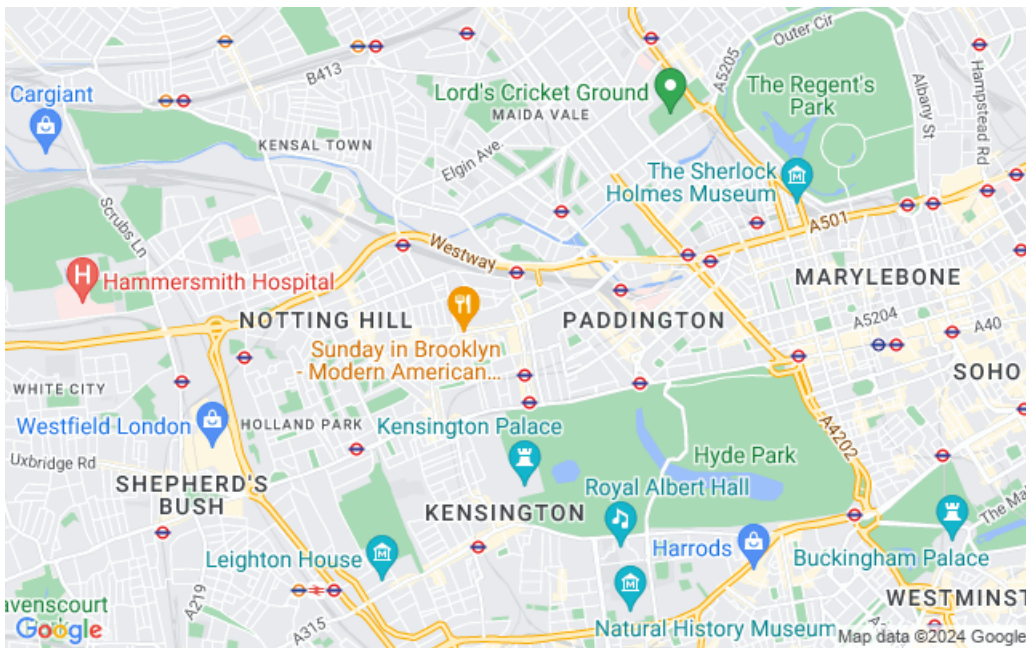 Outer Cir
B413
A5205
Hampstead Rd
Albany St
Cargiant
Lord's Cricket Ground
The Regent's
Park
MAIDA VALE
KENSAL TOWN
Elgin Ave.
The Sherlock
Holmes Museum
Scrubs Ln
A501
Westway
Hammersmith Hospital
MARYLEBONE
NOTTING HILL
PADDINGTON
A5204
A40
Sunday in Brooklyn
- Modern American...
SOHO
WHITE CITY
Westfield London
HOLLAND PARK
Kensington Palace
A4202
Uxbridge Rd
Hyde Park
SHEPHERD'S
BUSH
Royal Albert Hall
KENSINGTON
The Ma
Leighton House
Harrods
Buckingham Palace
A219
avenscourt
WESTMINST
Google
A315
Natural History Museum
Map data ©2024 Google